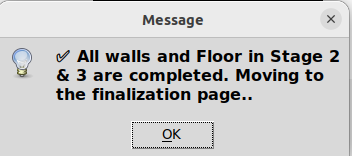 Message
✅ All walls and Floor in Stage 2
& 3 are completed. Moving to
the finalization page..
OK